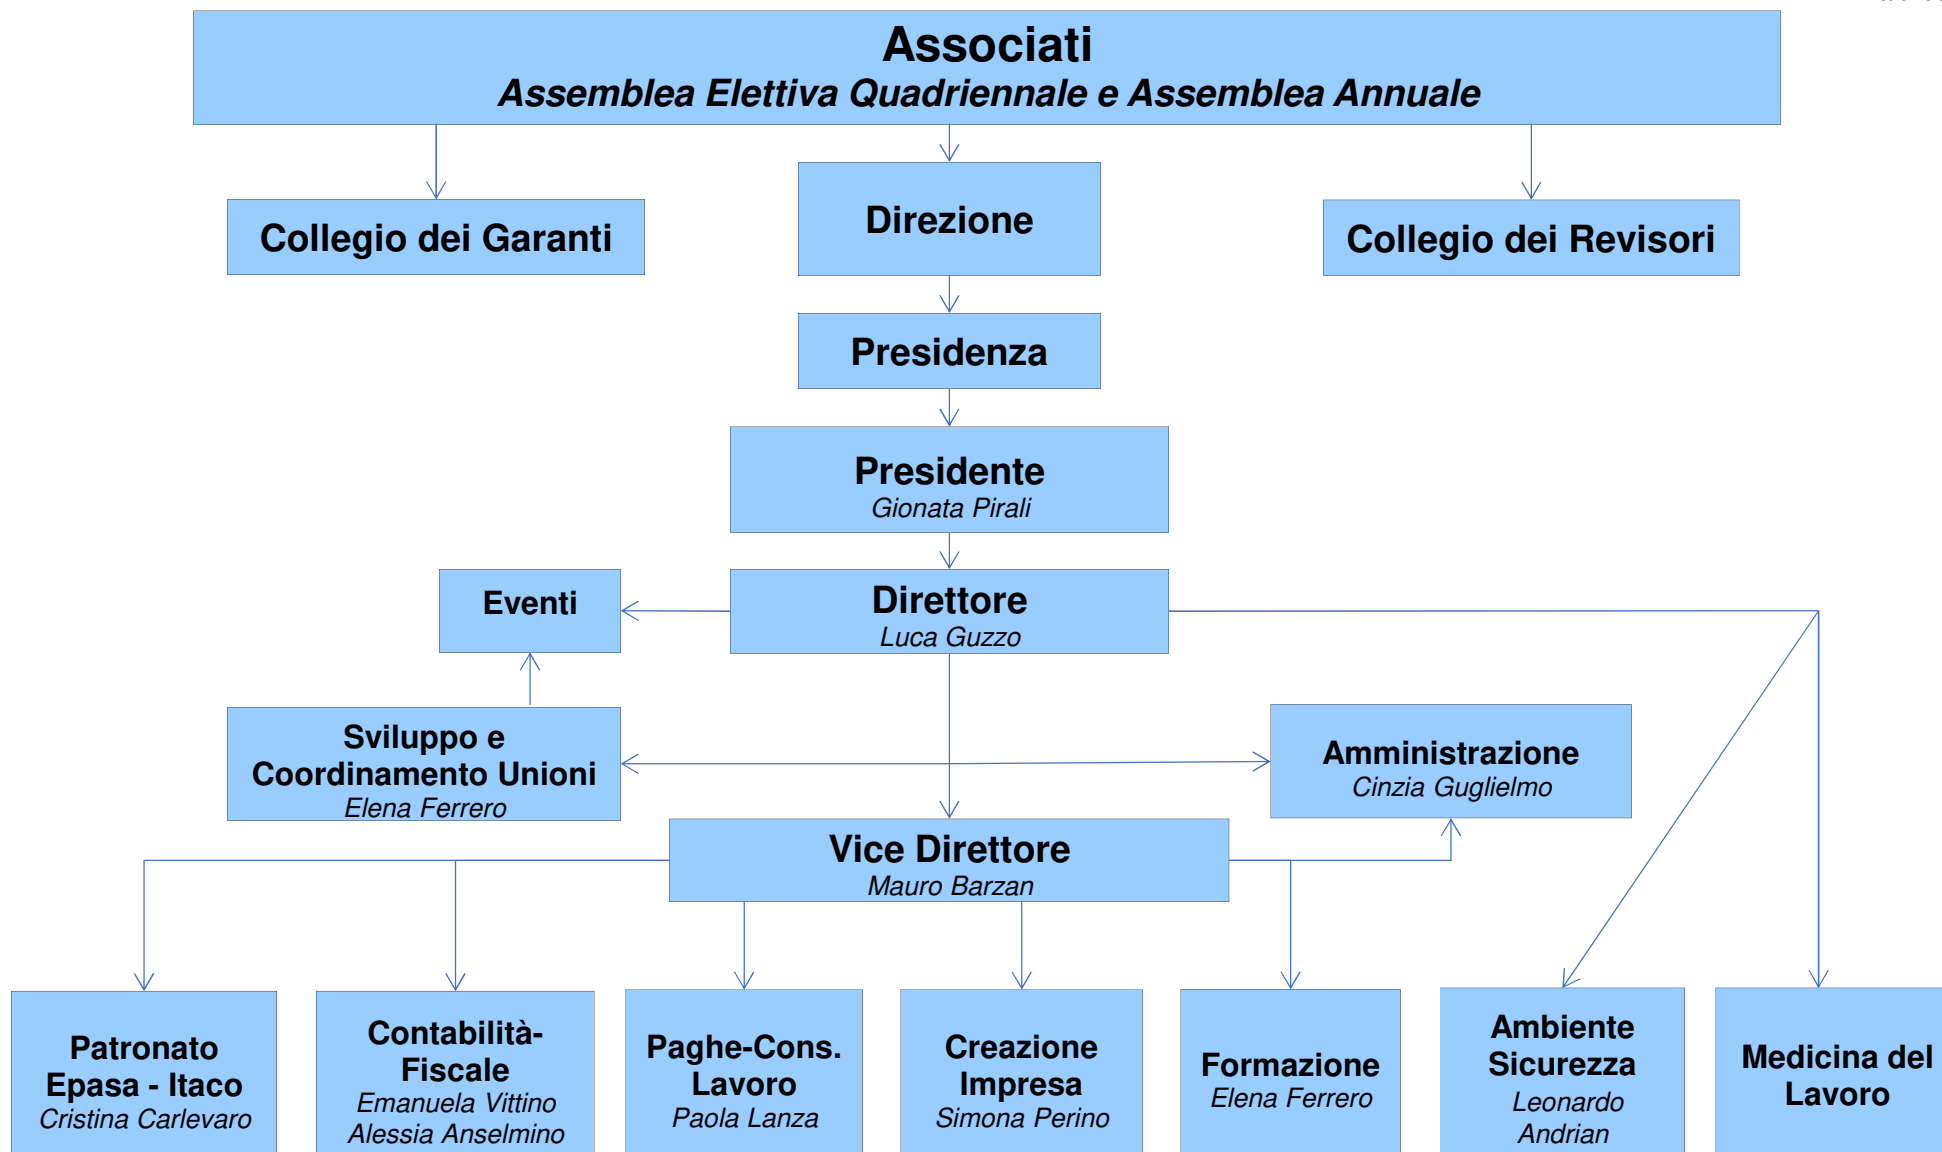 Associati
Assemblea Elettiva Quadriennale e Assemblea Annuale
Collegio dei Garanti
Direzione
Collegio dei Revisori
Presidenza
Presidente
Gionata Pirali
Eventi
Direttore
Luca Guzzo
Sviluppo e
Coordinamento Unioni
Elena Ferrero
Amministrazione
Cinzia Guglielmo
Vice Direttore
Mauro Barzan
Patronato
Epasa - Itaco
Cristina Carlevaro
Contabilità-
Fiscale
Emanuela Vittino
Alessia Anselmino
Paghe-Cons.
Lavoro
Paola Lanza
Creazione
Impresa
Simona Perino
Formazione
Elena Ferrero
Ambiente
Sicurezza
Leonardo
Andrian
Medicina del
Lavoro